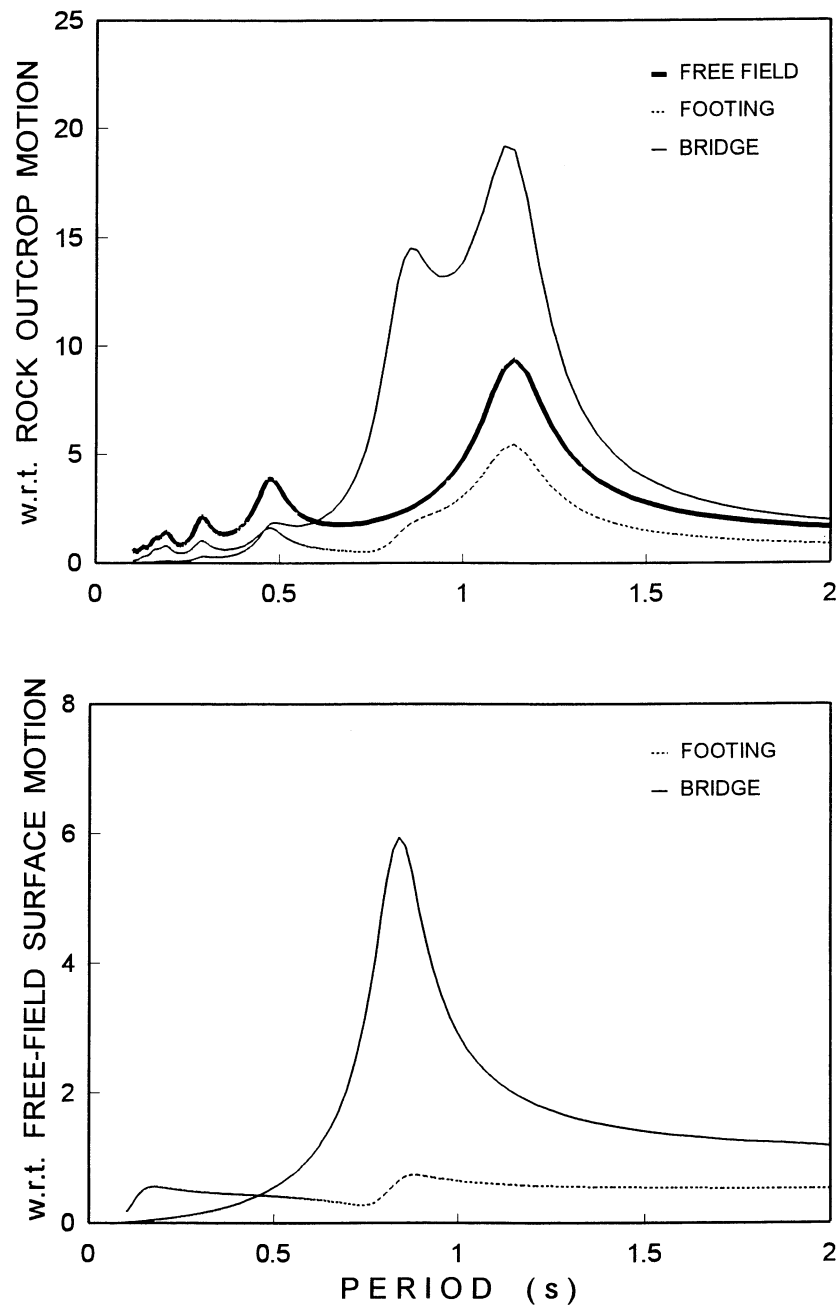 w.r.t. ROCK OUTCROP MOTION
25
20
15
10
5
0
FREE FIELD
FOOTING
BRIDGE
0 0.5 1 1.5 2
w.r.t. FREE-FIELD SURFACE MOTION
8
6
4
2
0
FOOTING
BRIDGE
0 0.5 1 1.5 2
PERIOD (s)